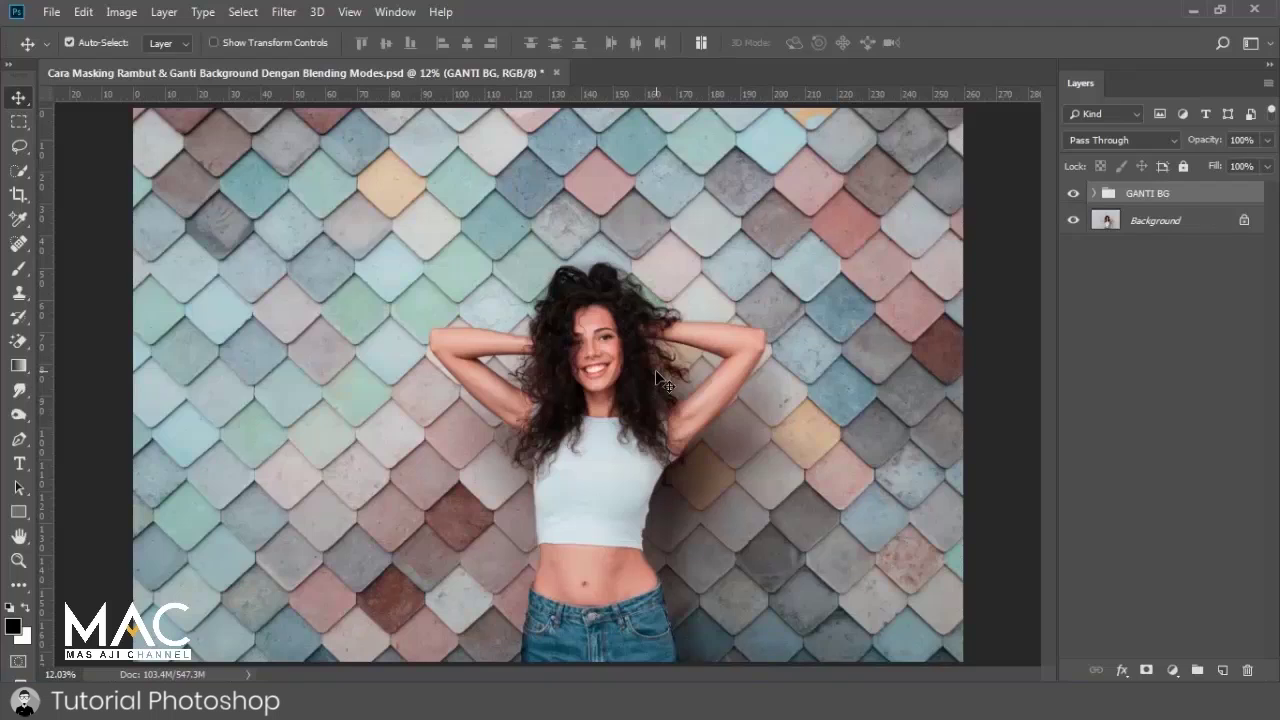 Ps File Edit Image Layer Type Select Filter 3D View Window Help
Auto-Select: Layer Show Transform Controls 3D Mode:
Cara Masking Rambut & Ganti Background Dengan Blending Modes.psd @ 12% (GANTI BG, RGB/8) *
20 10 0 10 20 30 40 50 60 70 80 90 100 110 120 130 140 150 160 170 180 190 200 210 220 230 240 250 260 270 280
Layers
Kind
Pass Through Opacity: 100%
Lock: Fill: 100%
GANTI BG
Background
MAC
MAS AJI CHANNEL
12.03% Doc: 103.4M/547.3M
Tutorial Photoshop